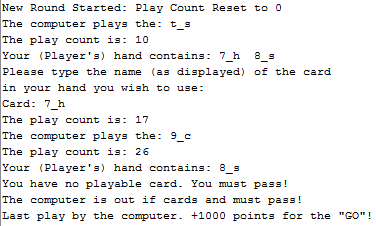 New Round Started: Play Count Reset to 0
The computer plays the: t_s
The play count is: 10
Your (Player's) hand contains: 7_h  8_s
Please type the name (as displayed) of the card
in your hand you wish to use:
Card: 7_h
The play count is: 17
The computer plays the: 9_c
The play count is: 26
Your (Player's) hand contains: 8_s
You have no playable card. You must pass!
The computer is out if cards and must pass!
Last play by the computer. +1000 points for the "GO"!